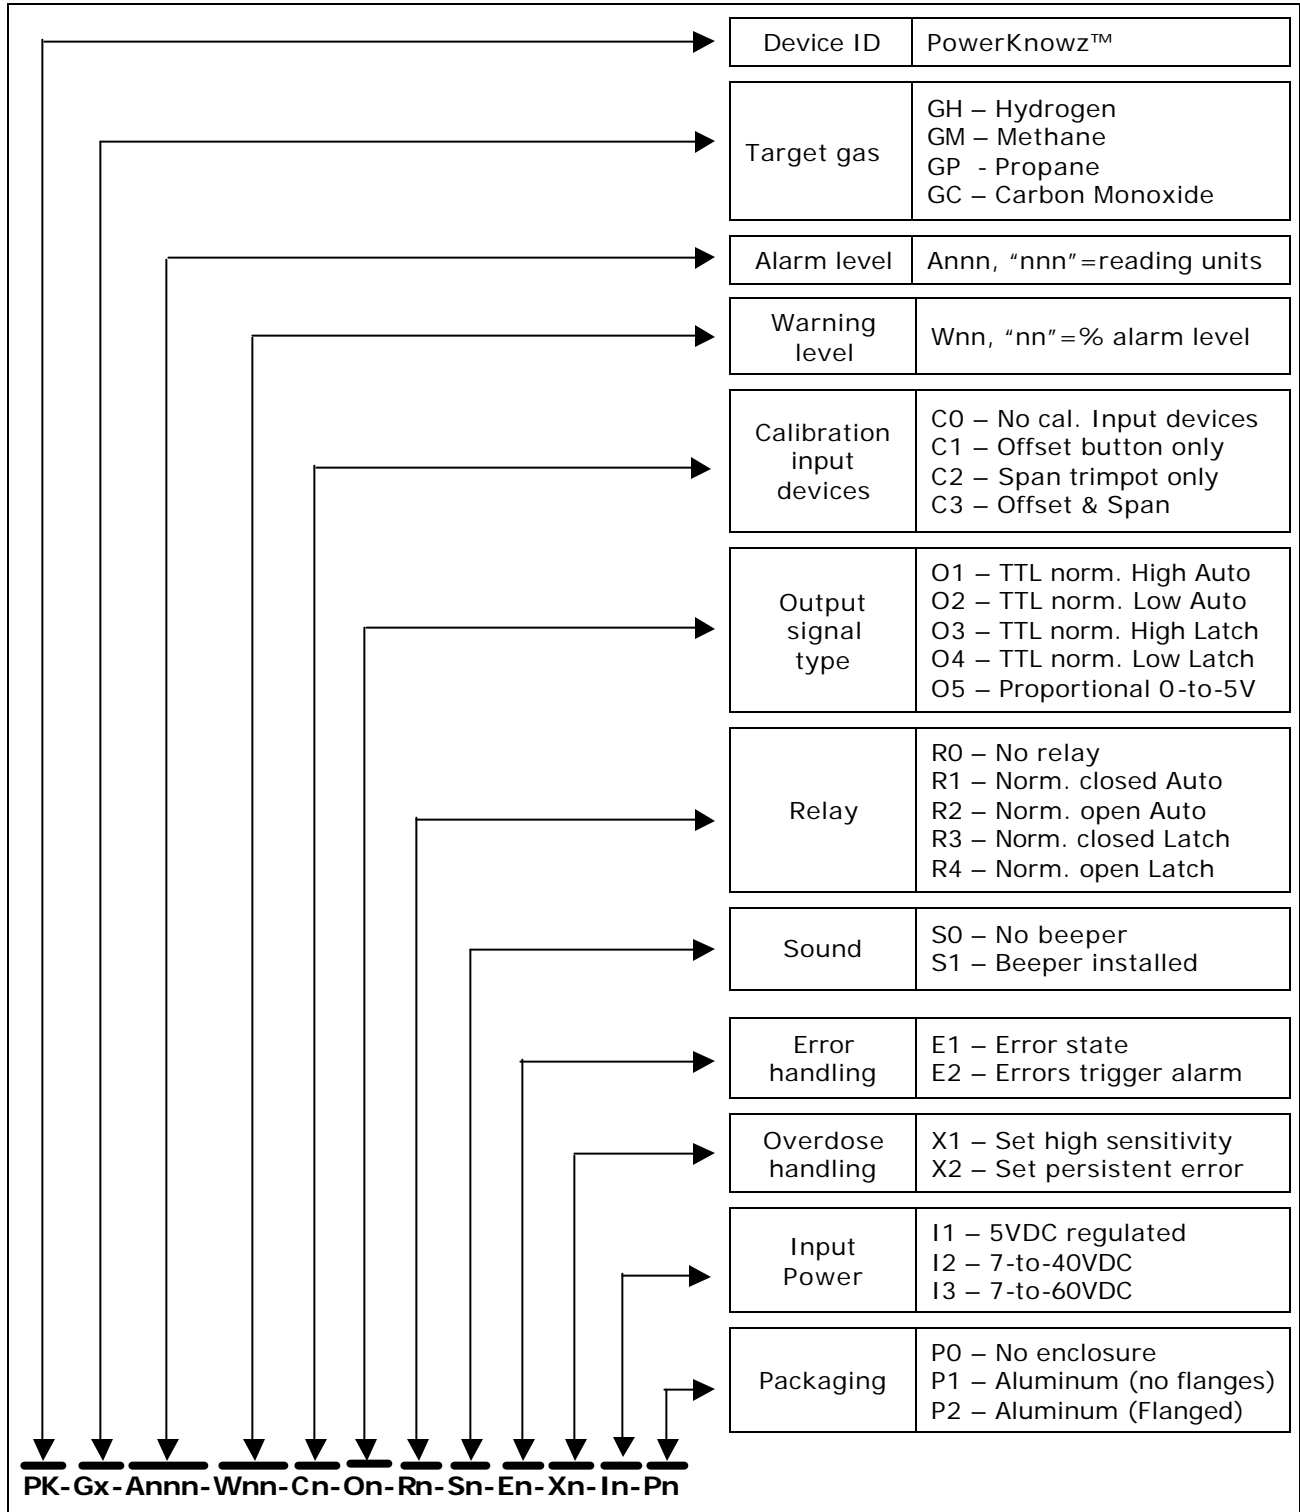 Device ID
PowerKnowz™
Target gas
GH – Hydrogen
GM – Methane
GP - Propane
GC – Carbon Monoxide
Alarm level
Annn, "nnn"=reading units
Warning
level
Wnn, "nn"=% alarm level
Calibration
input
devices
C0 – No cal. Input devices
C1 – Offset button only
C2 – Span trimpot only
C3 – Offset & Span
Output
signal
type
O1 – TTL norm. High Auto
O2 – TTL norm. Low Auto
O3 – TTL norm. High Latch
O4 – TTL norm. Low Latch
O5 – Proportional 0-to-5V
Relay
R0 – No relay
R1 – Norm. closed Auto
R2 – Norm. open Auto
R3 – Norm. closed Latch
R4 – Norm. open Latch
Sound
S0 – No beeper
S1 – Beeper installed
Error
handling
E1 – Error state
E2 – Errors trigger alarm
Overdose
handling
X1 – Set high sensitivity
X2 – Set persistent error
Input
Power
I1 – 5VDC regulated
I2 – 7-to-40VDC
I3 – 7-to-60VDC
Packaging
P0 – No enclosure
P1 – Aluminum (no flanges)
P2 – Aluminum (Flanged)
PK-Gx-Annn-Wnn-Cn-On-Rn-Sn-En-Xn-In-Pn